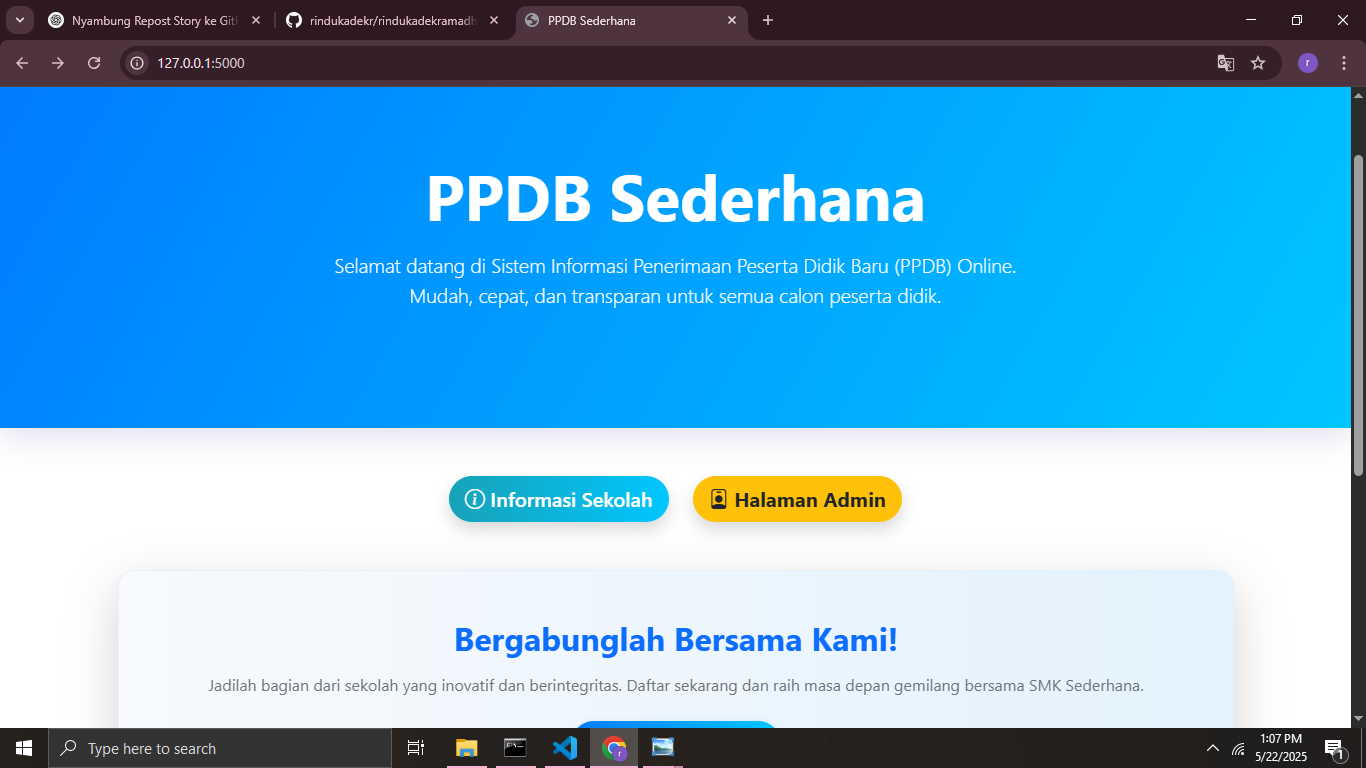 Nyambung Repost Story ke Git
rindukadekr/rindukadekramadh
PPDB Sederhana
127.0.0.1:5000
r
PPDB Sederhana
Selamat datang di Sistem Informasi Penerimaan Peserta Didik Baru (PPDB) Online.
Mudah, cepat, dan transparan untuk semua calon peserta didik.
Informasi Sekolah
Halaman Admin
Bergabunglah Bersama Kami!
Jadilah bagian dari sekolah yang inovatif dan berintegritas. Daftar sekarang dan raih masa depan gemilang bersama SMK Sederhana.
Type here to search
1:07 PM
5/22/2025
1